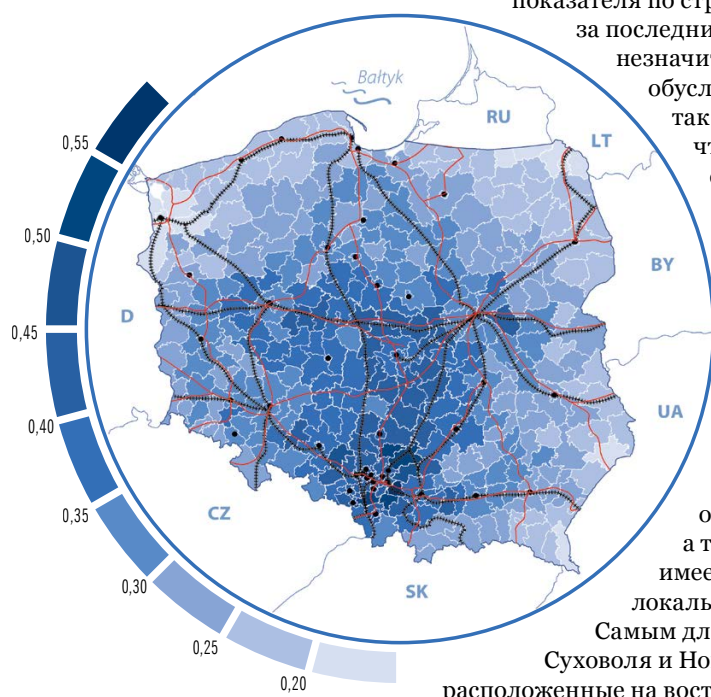 показателя по стр
за последни
незначит
обусл
так
чт
Bałtyk
RU
LT
BY
D
UA
CZ
SK
0,55
0,50
0,45
0,40
0,35
0,30
0,25
0,20
о
а т
имее
локаль
Самым дл
Суховоля и Но
расположенные на вост